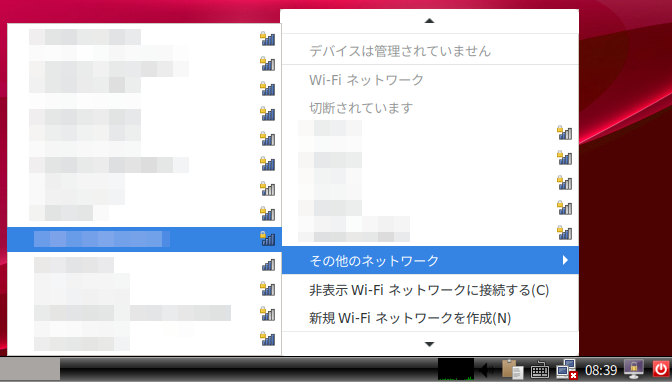 デバイスは管理されていません
Wi-Fi ネットワーク
切断されています
その他のネットワーク
非表示 Wi-Fi ネットワークに接続する(C)
新規 Wi-Fi ネットワークを作成(N)
08:39